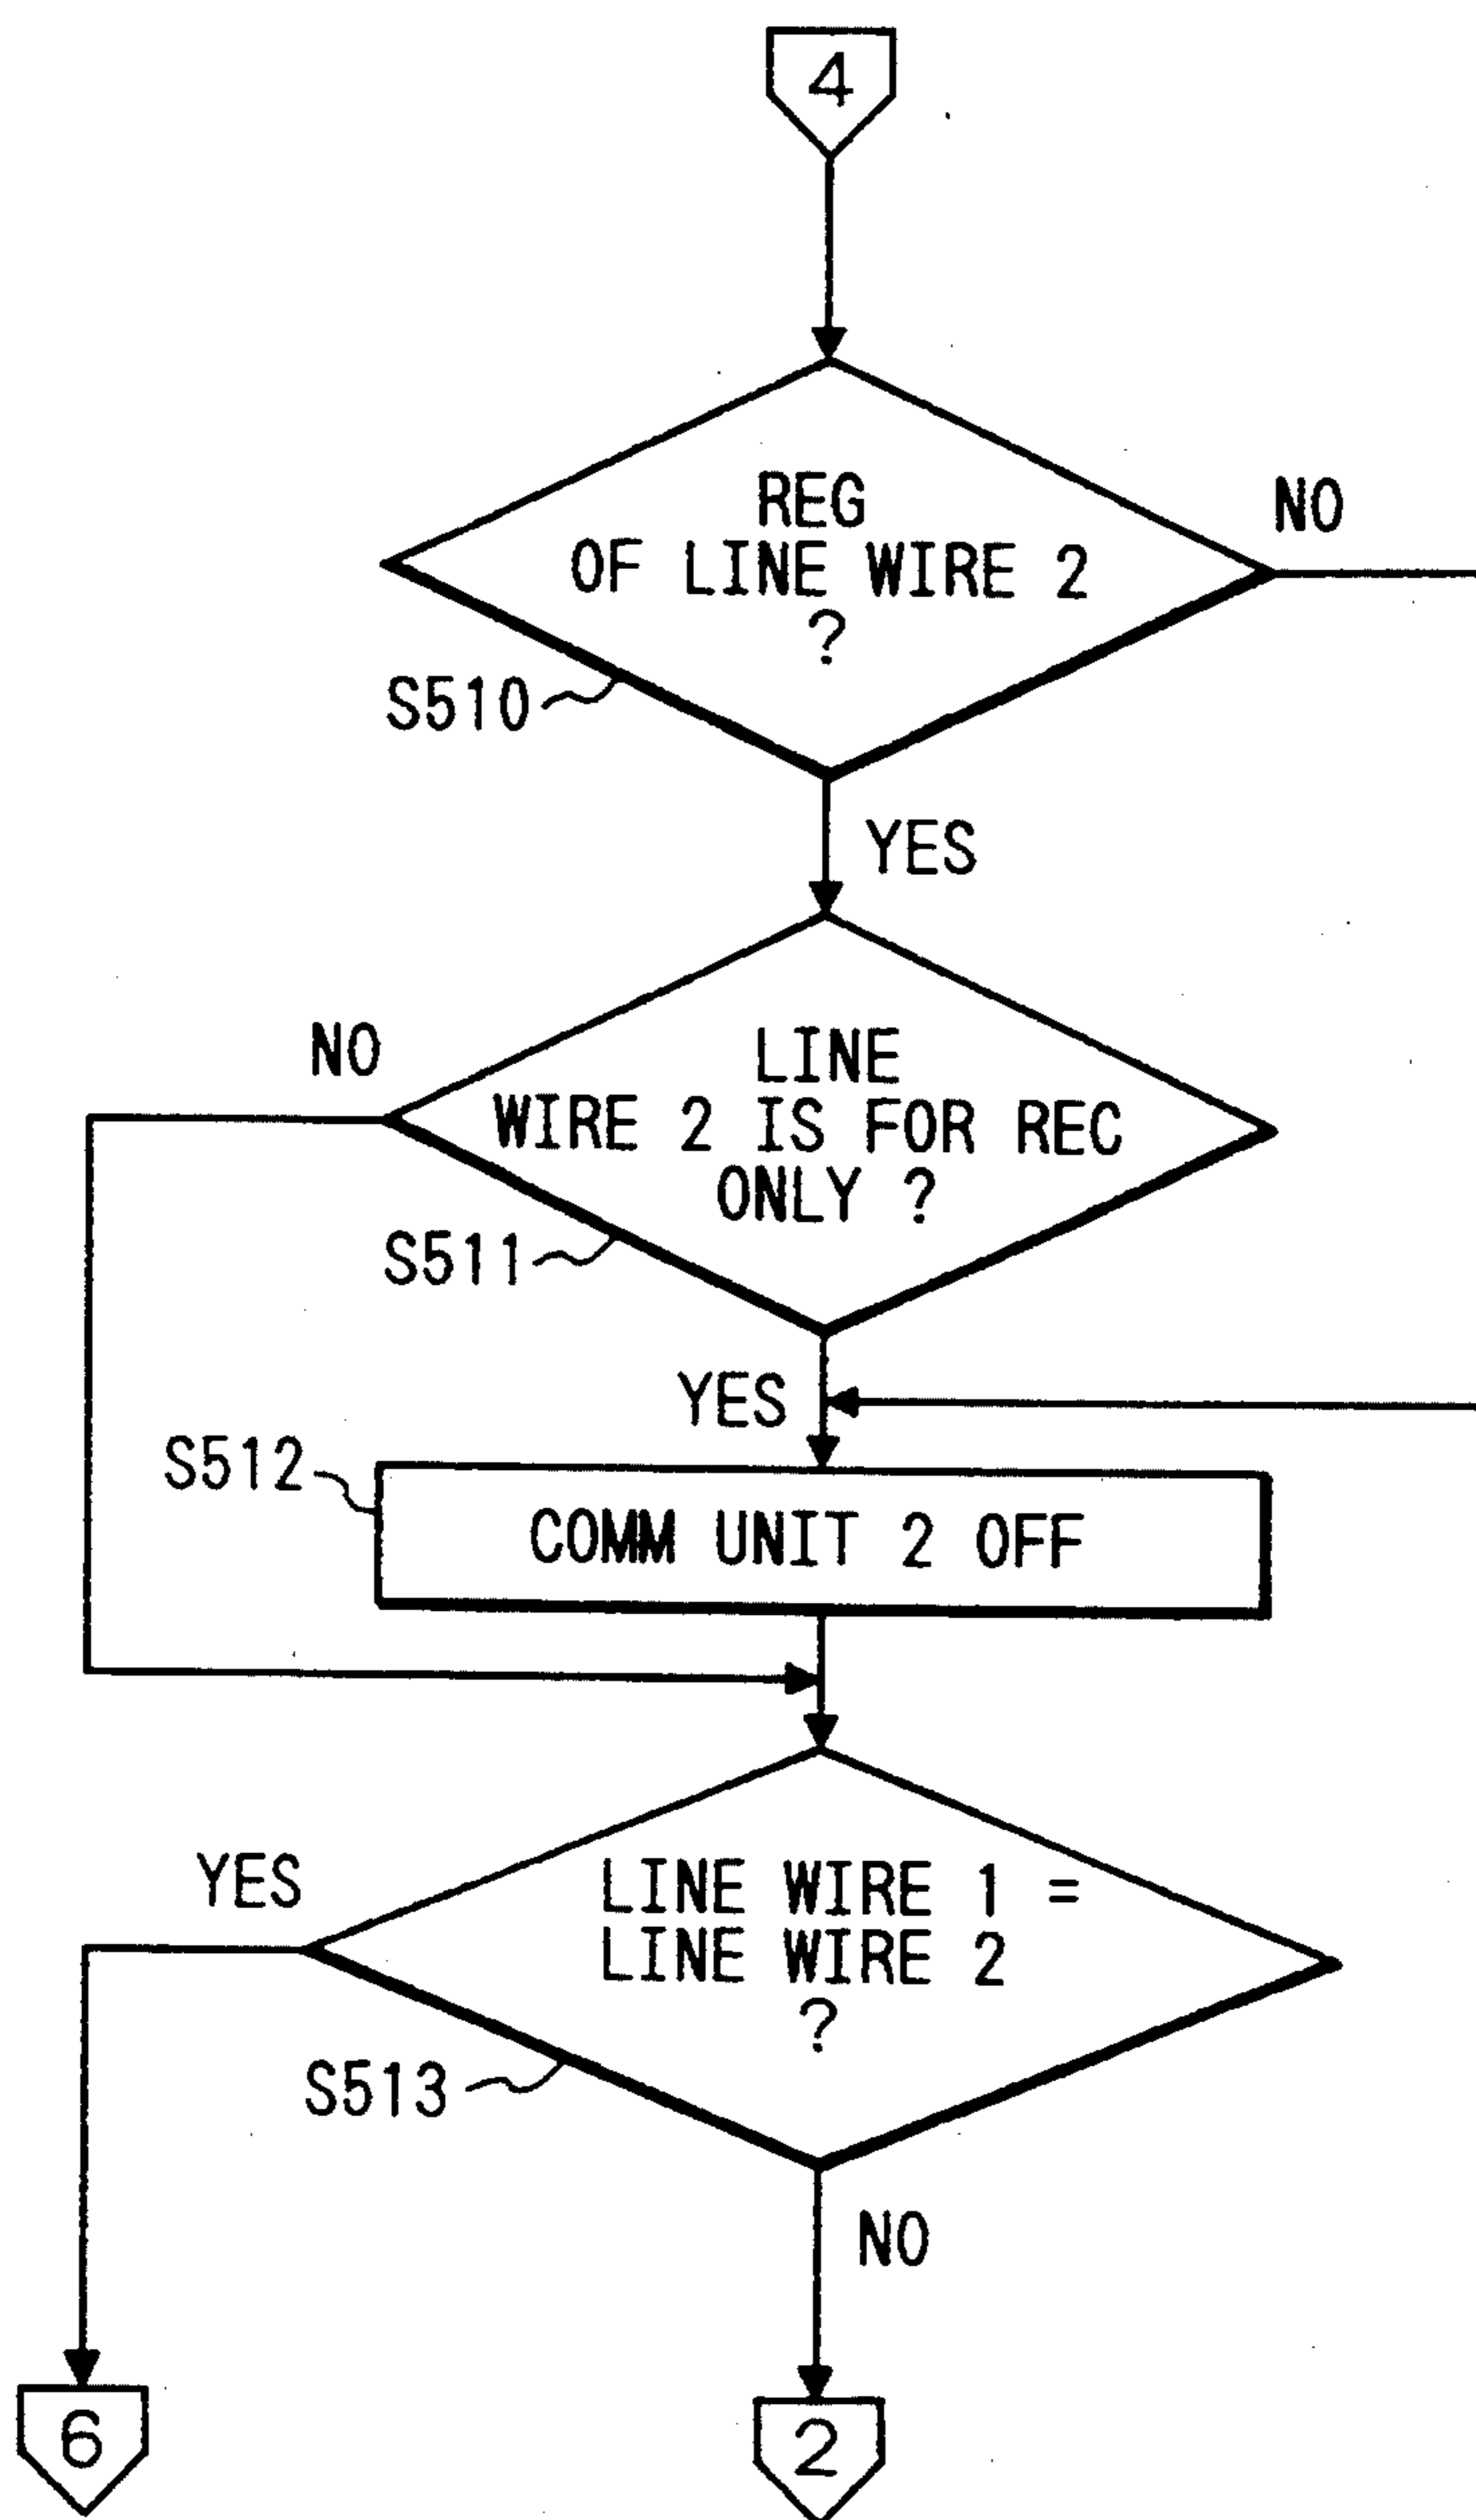 4
REG
OF LINE WIRE 2
?
NO
S510
YES
LINE
WIRE 2 IS FOR REC
ONLY ?
NO
S511
YES
S512
COMM UNIT 2 OFF
LINE WIRE 1 =
LINE WIRE 2
?
YES
S513
NO
6
2